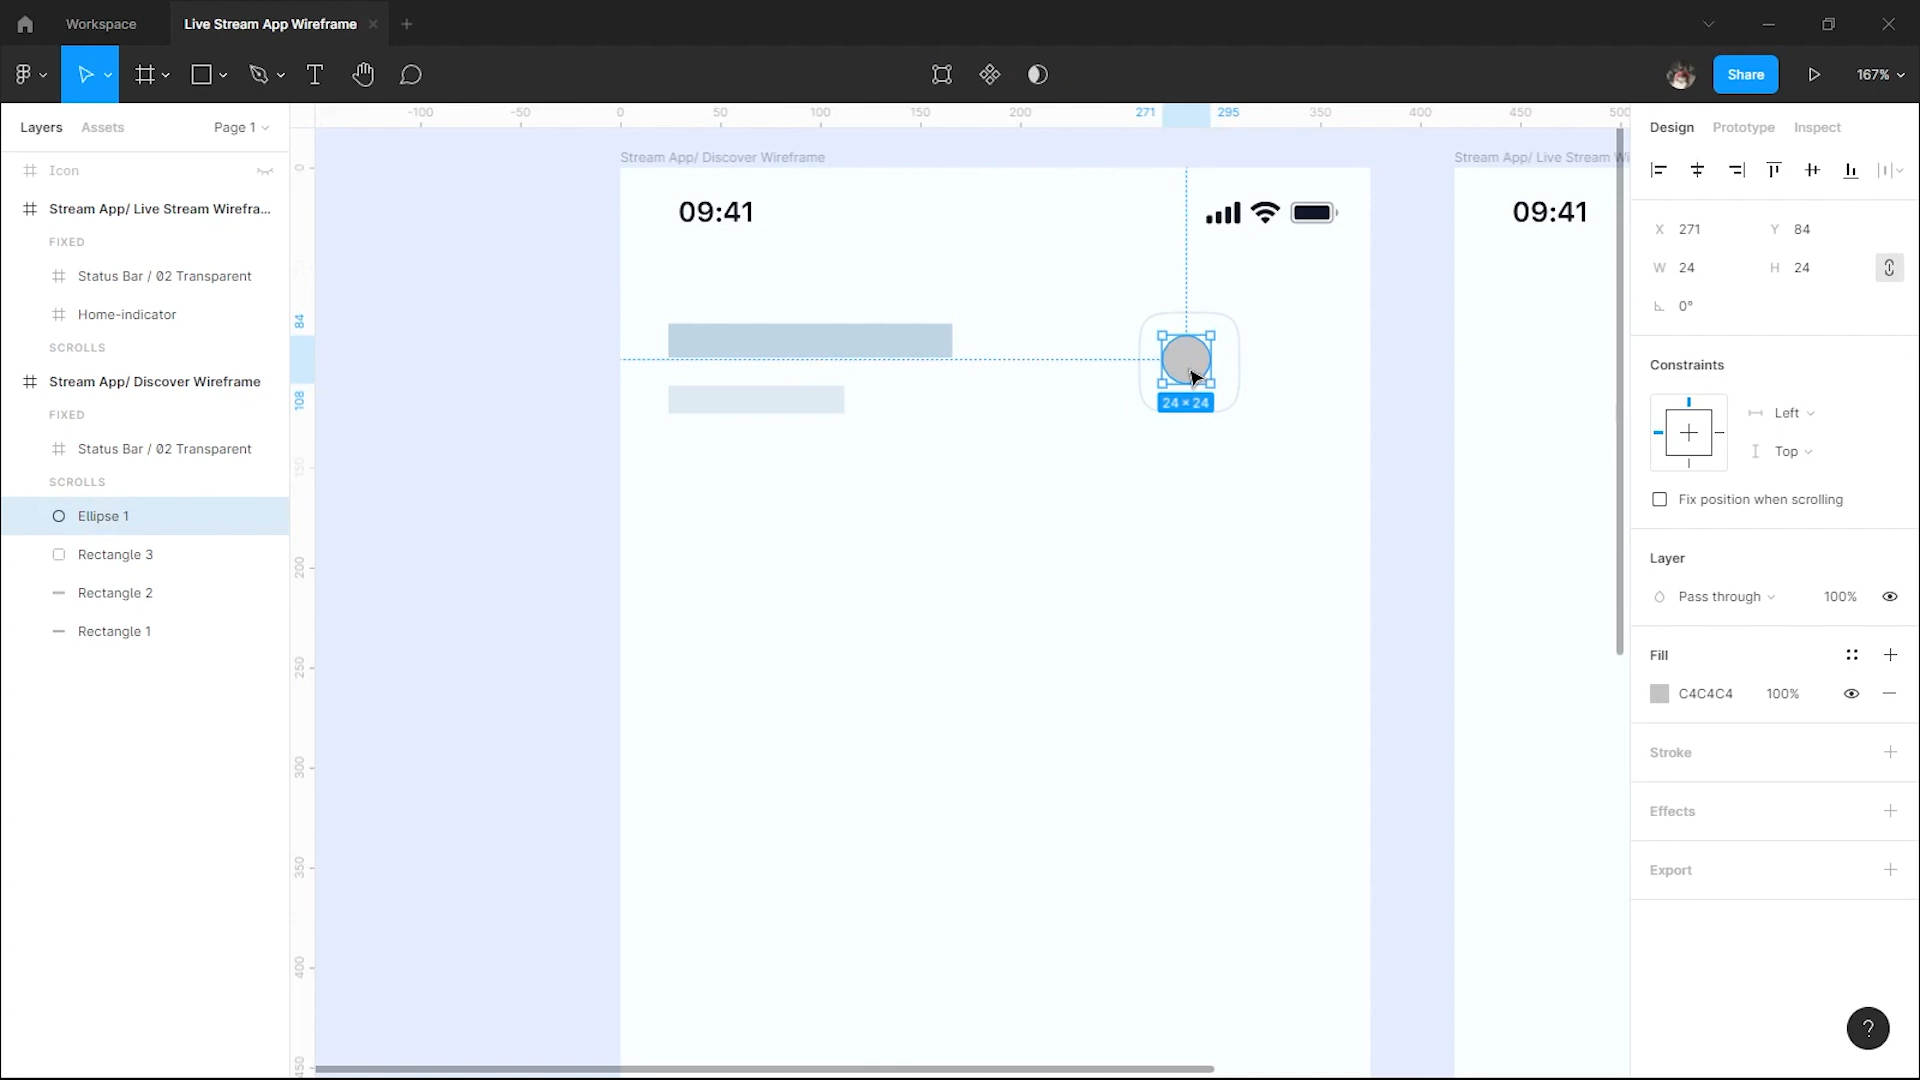 Workspace
Live Stream App Wireframe
Share
167%
Layers
Assets
Page 1
-100
-50
0
50
100
150
200
271
295
350
400
450
500
Design
Prototype
Inspect
Icon
Stream App/ Live Stream Wirefra...
FIXED
Status Bar / 02 Transparent
Home-indicator
SCROLLS
Stream App/ Discover Wireframe
FIXED
Status Bar / 02 Transparent
SCROLLS
Ellipse 1
Rectangle 3
Rectangle 2
Rectangle 1
0
84
108
150
200
250
300
350
400
450
Stream App/ Discover Wireframe
09:41
24 × 24
Stream App/ Live Stream Wi
09:41
X 271
Y 84
W 24
H 24
0°
Constraints
Left
Top
Fix position when scrolling
Layer
Pass through
100%
Fill
C4C4C4
100%
Stroke
Effects
Export
?